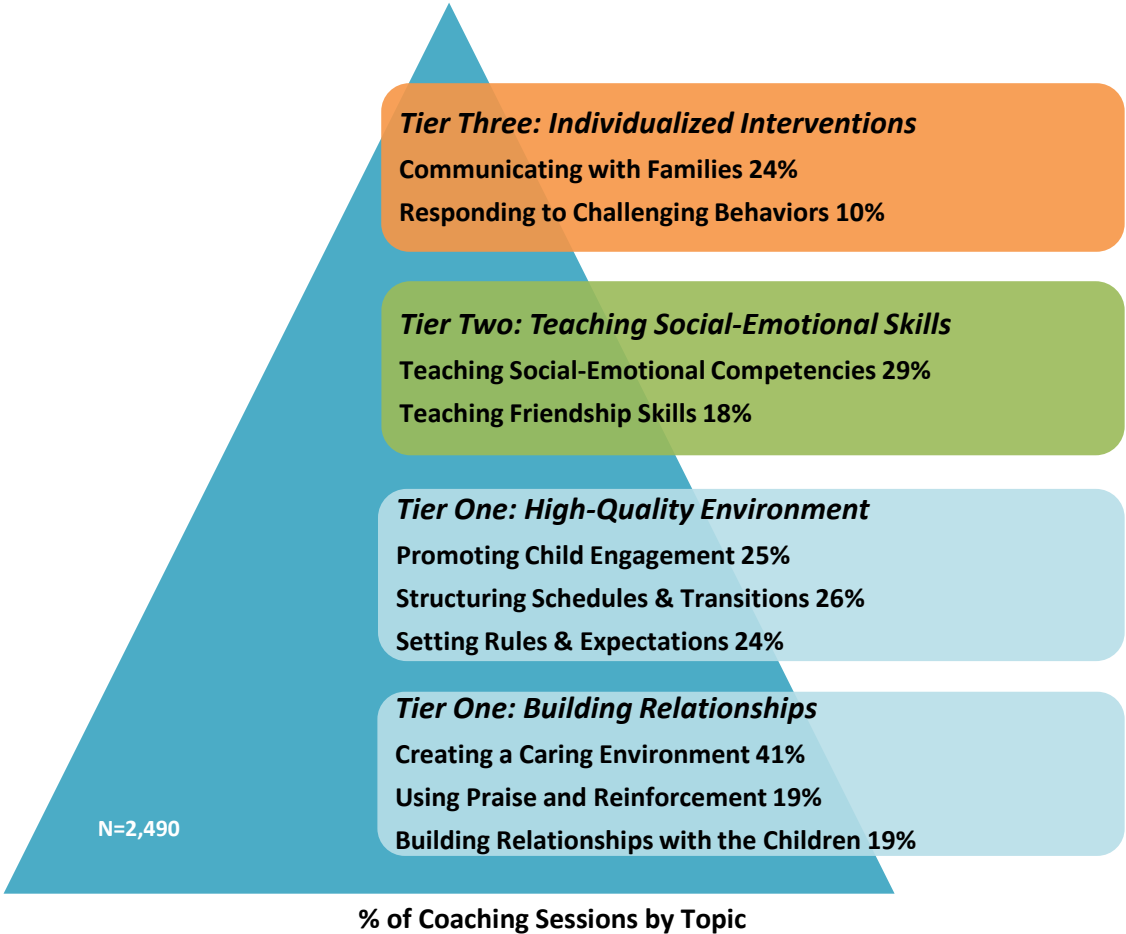 Tier Three: Individualized Interventions
Communicating with Families 24%
Responding to Challenging Behaviors 10%
Tier Two: Teaching Social-Emotional Skills
Teaching Social-Emotional Competencies 29%
Teaching Friendship Skills 18%
Tier One: High-Quality Environment
Promoting Child Engagement 25%
Structuring Schedules & Transitions 26%
Setting Rules & Expectations 24%
Tier One: Building Relationships
Creating a Caring Environment 41%
Using Praise and Reinforcement 19%
Building Relationships with the Children 19%
N=2,490
% of Coaching Sessions by Topic